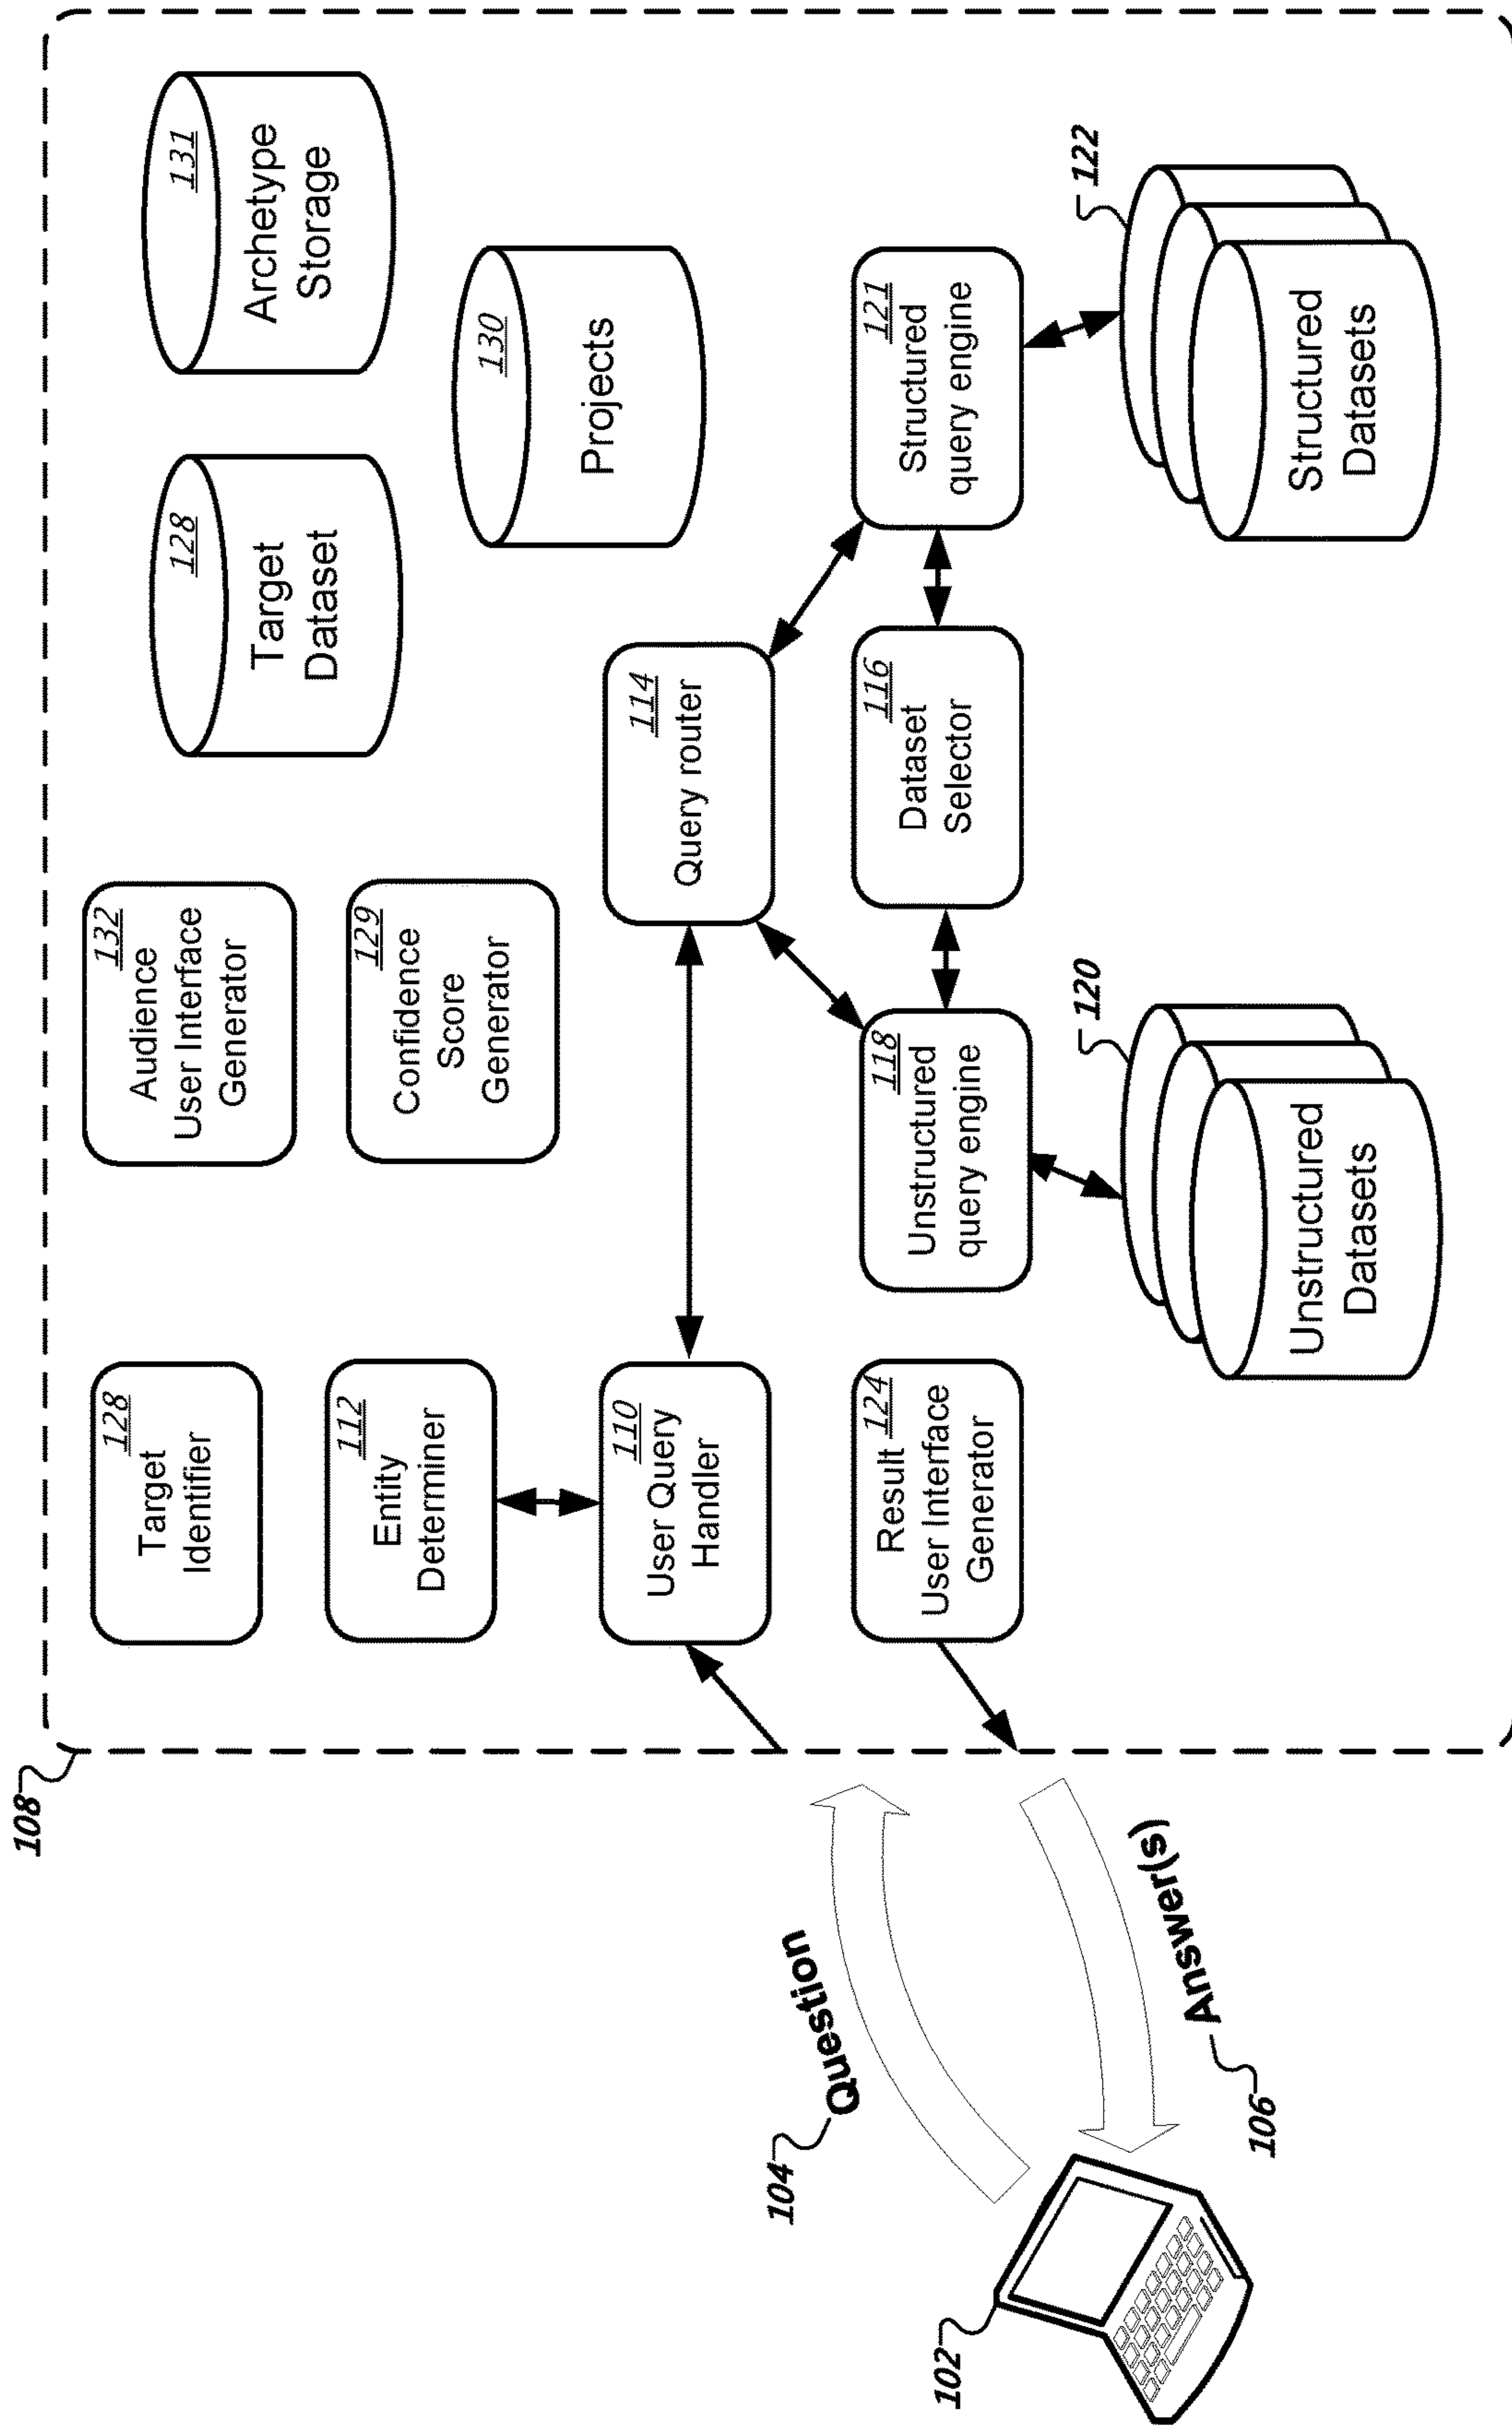 108
128
Target
Identifier
132
Audience
User Interface
Generator
128
Target
Dataset
131
Archetype
Storage
112
Entity
Determiner
129
Confidence
Score
Generator
130
Projects
110
User Query
Handler
114
Query router
124
Result
User Interface
Generator
118
Unstructured
query engine
116
Dataset
Selector
121
Structured
query engine
120
Unstructured
Datasets
122
Structured
Datasets
104
Question
Answer(s)
106
102